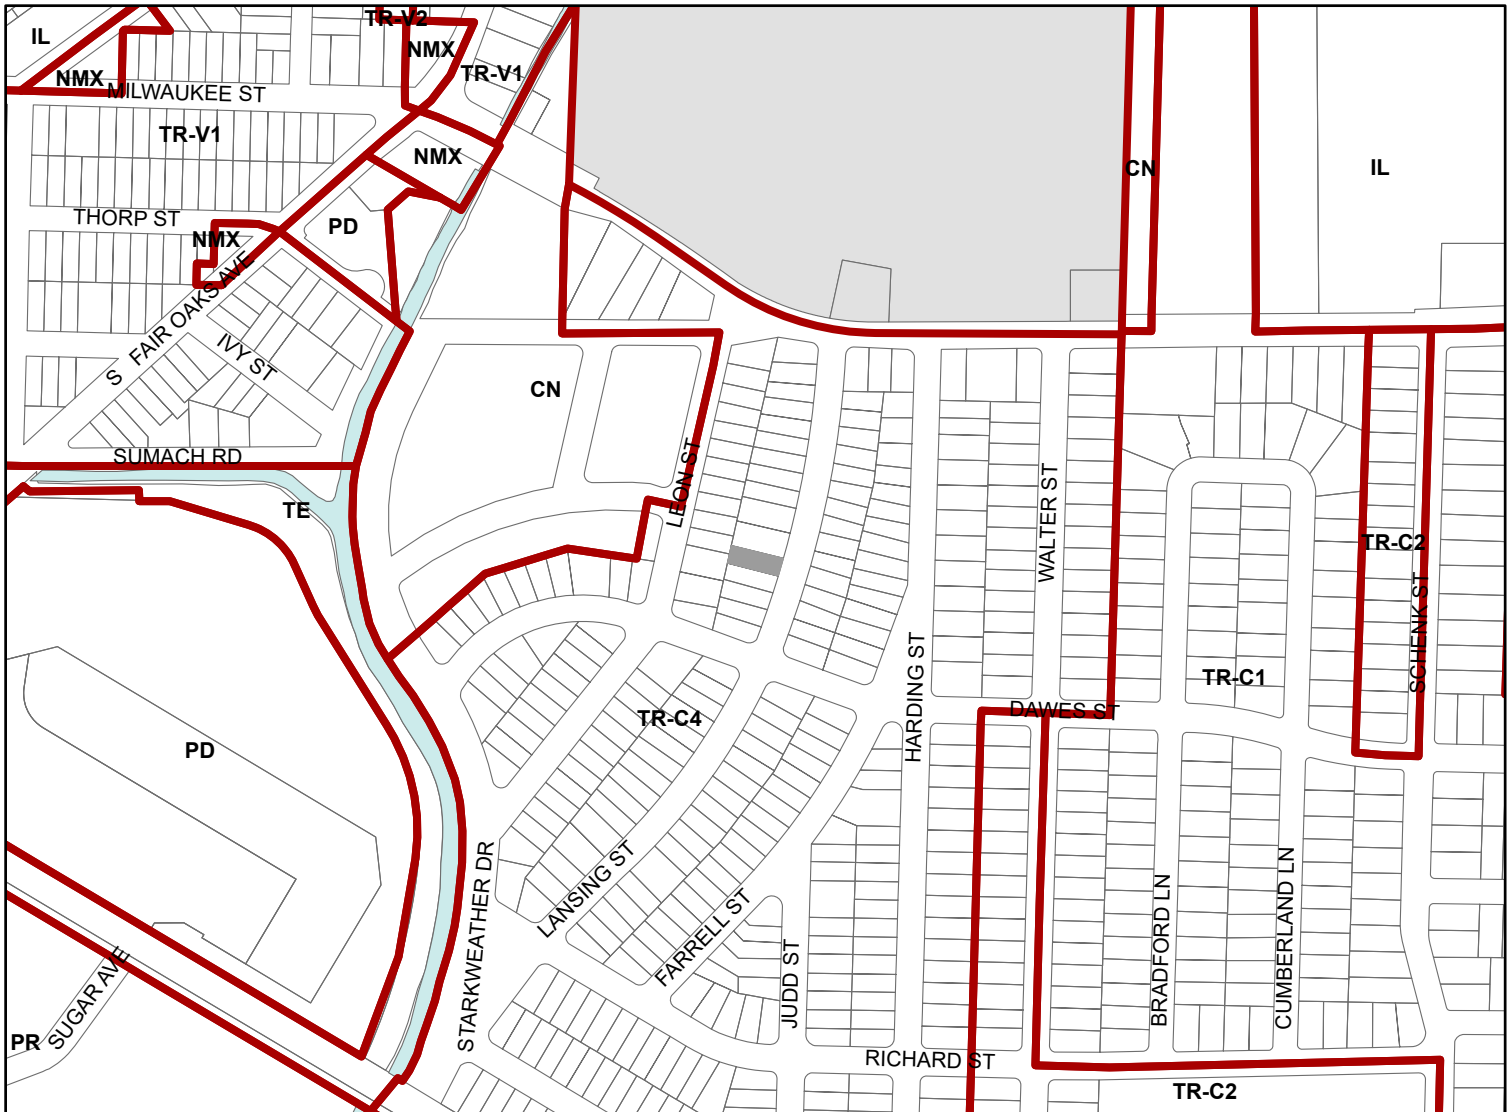 TR-V2
IL
NMX
TR-V1
NMX
MILWAUKEE ST
TR-V1
NMX
CN
IL
THORP ST
PD
NMX
S FAIR OAKS AVE
IVY ST
CN
SUMACH RD
LEON ST
WALTER ST
TE
TR-C2
SCHENK ST
HARDING ST
TR-C1
DAWES ST
TR-C4
PD
STARKWEATHER DR
LANSING ST
FARRELL ST
JUDD ST
BRADFORD LN
CUMBERLAND LN
SUGAR AVE
PR
RICHARD ST
TR-C2